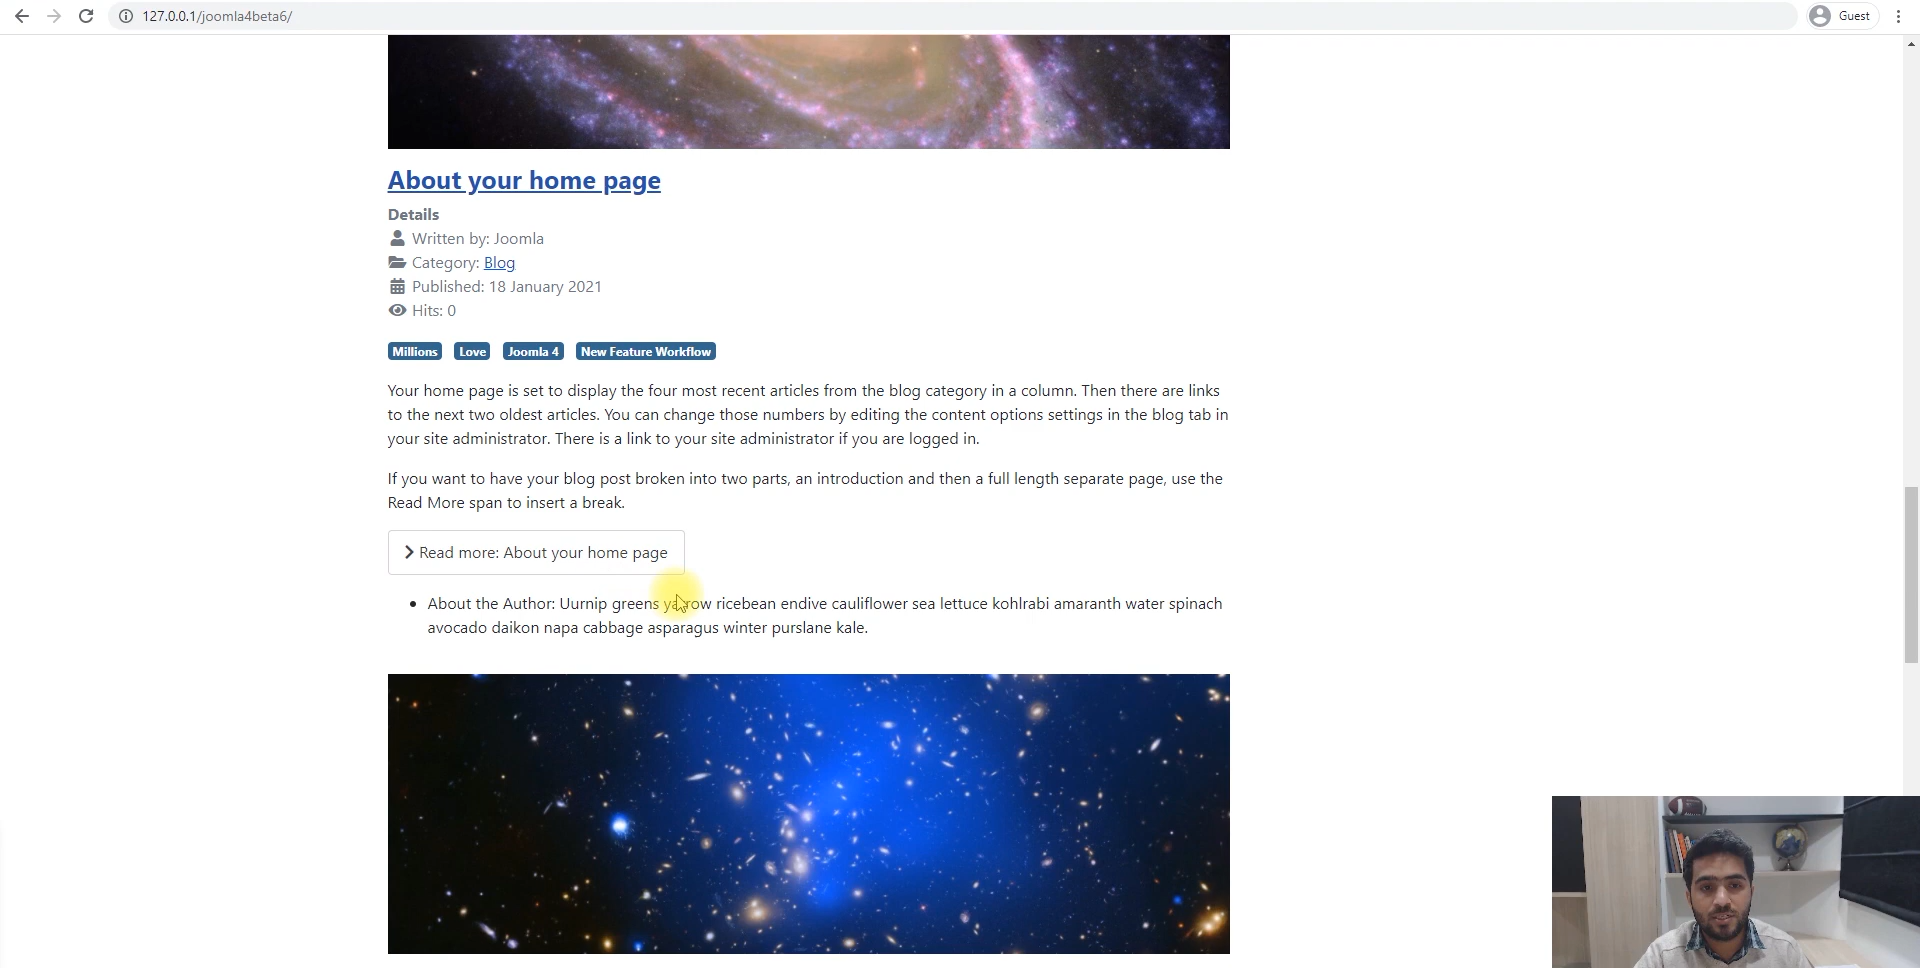 127.0.0.1/joomla4beta6/
Guest
About your home page
Details
Written by: Joomla
Category: Blog
Published: 18 January 2021
Hits: 0
Millions Love Joomla 4 New Feature Workflow
Your home page is set to display the four most recent articles from the blog category in a column. Then there are links
to the next two oldest articles. You can change those numbers by editing the content options settings in the blog tab in
your site administrator. There is a link to your site administrator if you are logged in.
If you want to have your blog post broken into two parts, an introduction and then a full length separate page, use the
Read More span to insert a break.
Read more: About your home page
About the Author: Uurnip greens yarrow ricebean endive cauliflower sea lettuce kohlrabi amaranth water spinach
avocado daikon napa cabbage asparagus winter purslane kale.